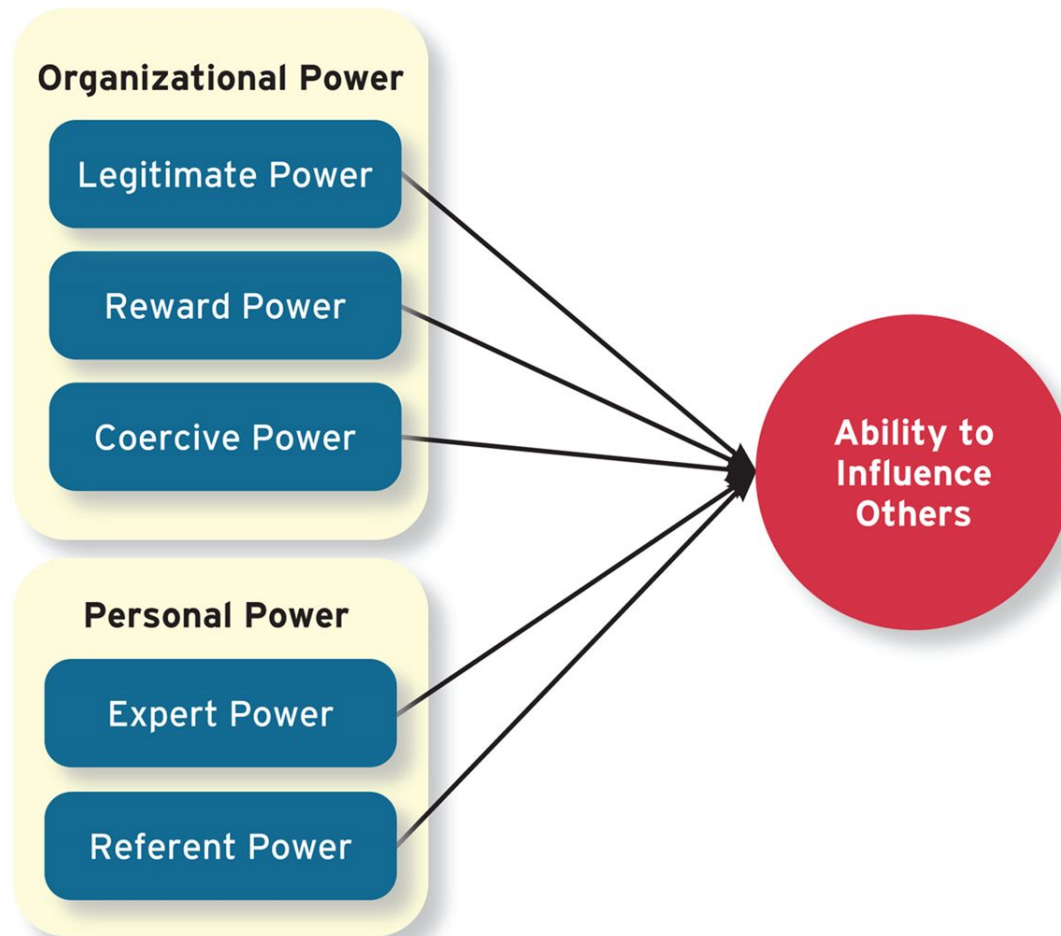 Organizational Power
Legitimate Power
Reward Power
Coercive Power
Personal Power
Expert Power
Referent Power
Ability to
Influence
Others